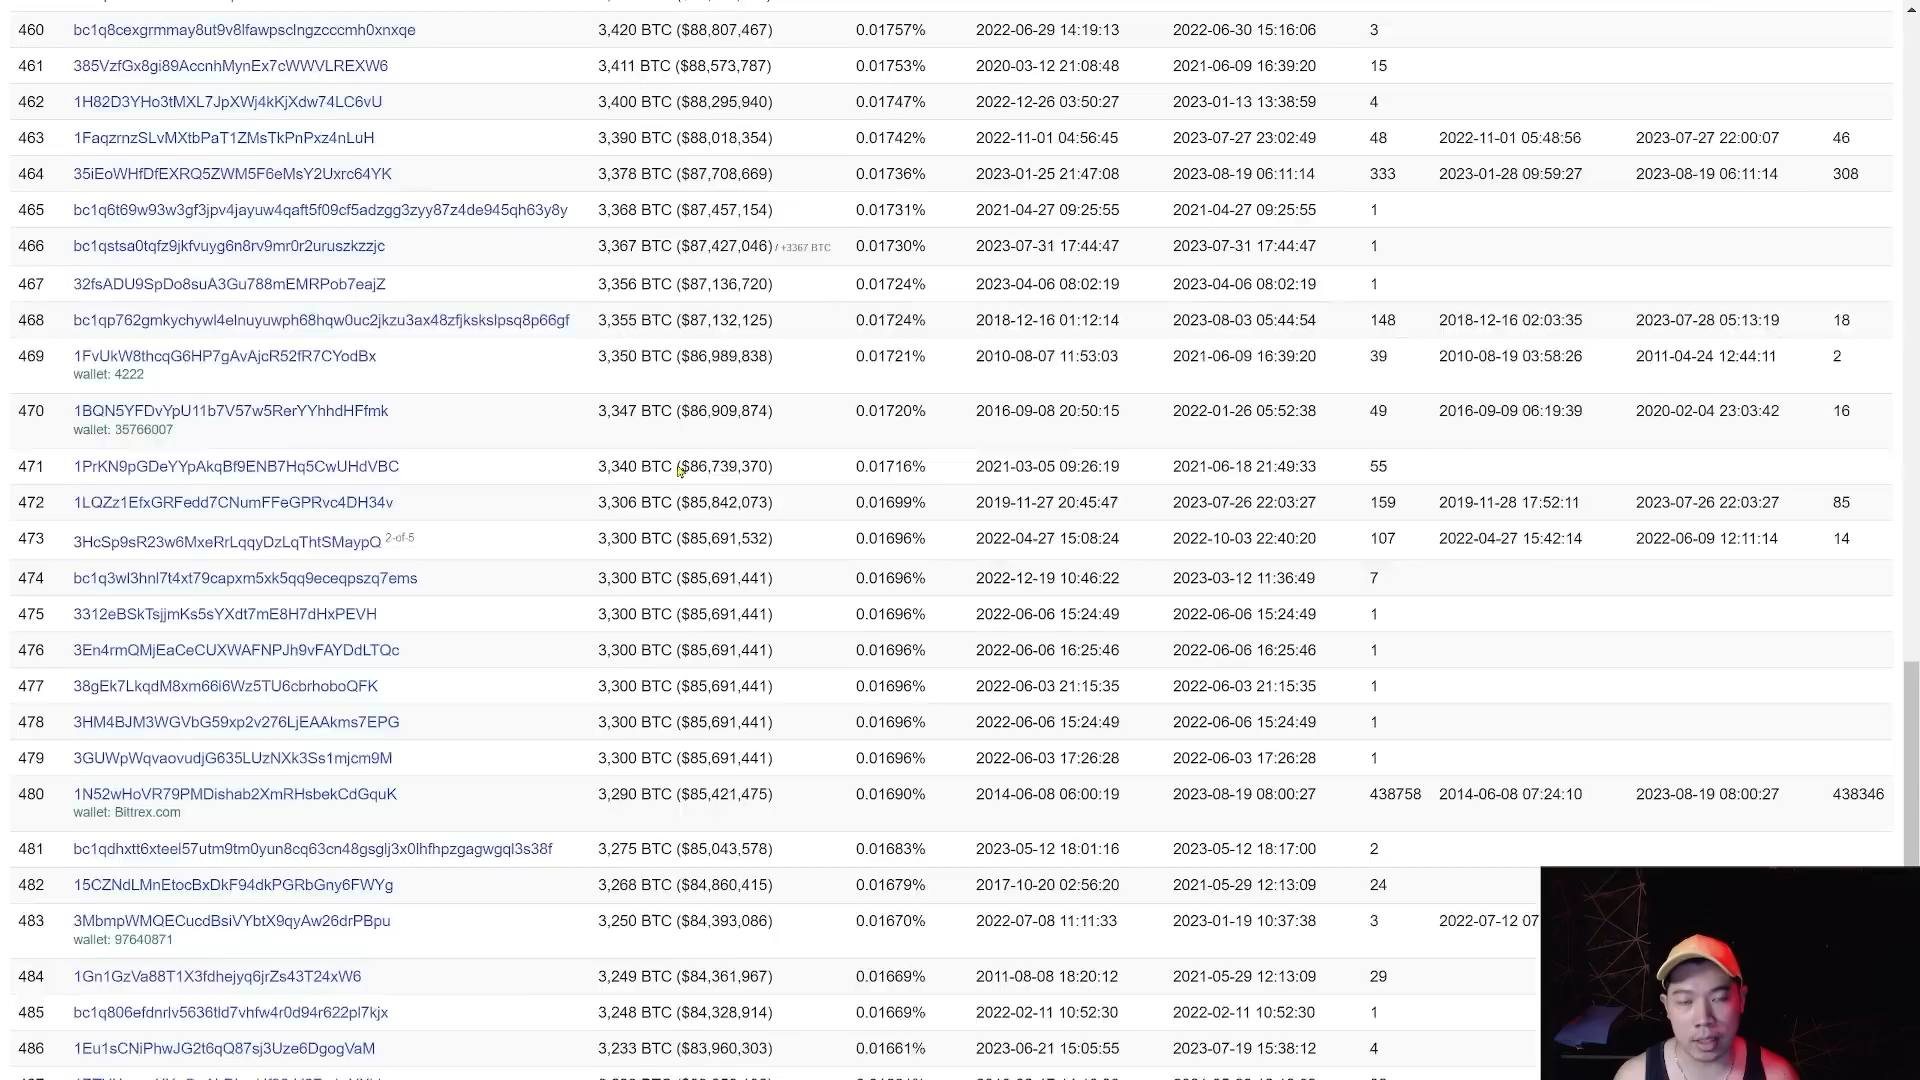 460 bc1q8cexgrmmay8ut9v8lfawpsclngzcccmh0xnxqe 3,420 BTC ($88,807,467) 0.01757% 2022-06-29 14:19:13 2022-06-30 15:16:06 3
461 385VzfGx8gi89AccnhMynEx7cWWVLREXW6 3,411 BTC ($88,573,787) 0.01753% 2020-03-12 21:08:48 2021-06-09 16:39:20 15
462 1H82D3YHo3tMXL7JpXWj4kKjXdw74LC6vU 3,400 BTC ($88,295,940) 0.01747% 2022-12-26 03:50:27 2023-01-13 13:38:59 4
463 1FaqzrnzSLvMXtbPaT1ZMsTkPnPxz4nLuH 3,390 BTC ($88,018,354) 0.01742% 2022-11-01 04:56:45 2023-07-27 23:02:49 48 2022-11-01 05:48:56 2023-07-27 22:00:07 46
464 35iEoWHfDfEXRQ5ZWM5F6eMsY2Uxrc64YK 3,378 BTC ($87,708,669) 0.01736% 2023-01-25 21:47:08 2023-08-19 06:11:14 333 2023-01-28 09:59:27 2023-08-19 06:11:14 308
465 bc1q6t69w93w3gf3jpv4jayuw4qaft5f09cf5adzgg3zyy87z4de945qh63y8y 3,368 BTC ($87,457,154) 0.01731% 2021-04-27 09:25:55 2021-04-27 09:25:55 1
466 bc1qstsa0tqfz9jkfvuyg6n8rv9mr0r2uruszkzzjc 3,367 BTC ($87,427,046) / +3367 BTC 0.01730% 2023-07-31 17:44:47 2023-07-31 17:44:47 1
467 32fsADU9SpDo8suA3Gu788mEMRPob7eajZ 3,356 BTC ($87,136,720) 0.01724% 2023-04-06 08:02:19 2023-04-06 08:02:19 1
468 bc1qp762gmkychywl4elnuyuwph68hqw0uc2jkzu3ax48zfjkskslpsq8p66gf 3,355 BTC ($87,132,125) 0.01724% 2018-12-16 01:12:14 2023-08-03 05:44:54 148 2018-12-16 02:03:35 2023-07-28 05:13:19 18
469 1FvUkW8thcqG6HP7gAvAjcR52fR7CYodBx 3,350 BTC ($86,989,838) 0.01721% 2010-08-07 11:53:03 2021-06-09 16:39:20 39 2010-08-19 03:58:26 2011-04-24 12:44:11 2
wallet: 4222
470 1BQN5YFDvYpU11b7V57w5RerYYhhdHFfmk 3,347 BTC ($86,909,874) 0.01720% 2016-09-08 20:50:15 2022-01-26 05:52:38 49 2016-09-09 06:19:39 2020-02-04 23:03:42 16
wallet: 35766007
471 1PrKN9pGDeYYpAkqBf9ENB7Hq5CwUHdVBC 3,340 BTC ($86,739,370) 0.01716% 2021-03-05 09:26:19 2021-06-18 21:49:33 55
472 1LQZz1EfxGRFedd7CNumFFeGPRvc4DH34v 3,306 BTC ($85,842,073) 0.01699% 2019-11-27 20:45:47 2023-07-26 22:03:27 159 2019-11-28 17:52:11 2023-07-26 22:03:27 85
473 3HcSp9sR23w6MxeRrLqqyDzLqThtSMaypQ 2-of-5 3,300 BTC ($85,691,532) 0.01696% 2022-04-27 15:08:24 2022-10-03 22:40:20 107 2022-04-27 15:42:14 2022-06-09 12:11:14 14
474 bc1q3wl3hnl7t4xt79capxm5xk5qq9eceqpszq7ems 3,300 BTC ($85,691,441) 0.01696% 2022-12-19 10:46:22 2023-03-12 11:36:49 7
475 3312eBSkTsjjmKs5sYXdt7mE8H7dHxPEVH 3,300 BTC ($85,691,441) 0.01696% 2022-06-06 15:24:49 2022-06-06 15:24:49 1
476 3En4rmQMjEaCeCUXWAFNPJh9vFAYDdLTQc 3,300 BTC ($85,691,441) 0.01696% 2022-06-06 16:25:46 2022-06-06 16:25:46 1
477 38gEk7LkqdM8xm66i6Wz5TU6cbrhoboQFK 3,300 BTC ($85,691,441) 0.01696% 2022-06-03 21:15:35 2022-06-03 21:15:35 1
478 3HM4BJM3WGVbG59xp2v276LjEAAkms7EPG 3,300 BTC ($85,691,441) 0.01696% 2022-06-06 15:24:49 2022-06-06 15:24:49 1
479 3GUWpWqvaovudjG635LUzNXk3Ss1mjcm9M 3,300 BTC ($85,691,441) 0.01696% 2022-06-03 17:26:28 2022-06-03 17:26:28 1
480 1N52wHoVR79PMDishab2XmRHsbekCdGquK 3,290 BTC ($85,421,475) 0.01690% 2014-06-08 06:00:19 2023-08-19 08:00:27 438758 2014-06-08 07:24:10 2023-08-19 08:00:27 438346
wallet: Bittrex.com
481 bc1qdhxtt6xteel57utm9tm0yun8cq63cn48gsglj3x0lhfhpzgagwgql3s38f 3,275 BTC ($85,043,578) 0.01683% 2023-05-12 18:01:16 2023-05-12 18:17:00 2
482 15CZNdLMnEtocBxDkF94dkPGRbGny6FWYg 3,268 BTC ($84,860,415) 0.01679% 2017-10-20 02:56:20 2021-05-29 12:13:09 24
483 3MbmpWMQECucdBsiVYbtX9qyAw26drPBpu 3,250 BTC ($84,393,086) 0.01670% 2022-07-08 11:11:33 2023-01-19 10:37:38 3 2022-07-12 07
wallet: 97640871
484 1Gn1GzVa88T1X3fdhejyq6jrZs43T24xW6 3,249 BTC ($84,361,967) 0.01669% 2011-08-08 18:20:12 2021-05-29 12:13:09 29
485 bc1q806efdnrlv5636tld7vhfw4r0d94r622pl7kjx 3,248 BTC ($84,328,914) 0.01669% 2022-02-11 10:52:30 2022-02-11 10:52:30 1
486 1Eu1sCNiPhwJG2t6qQ87sj3Uze6DgogVaM 3,233 BTC ($83,960,303) 0.01661% 2023-06-21 15:05:55 2023-07-19 15:38:12 4